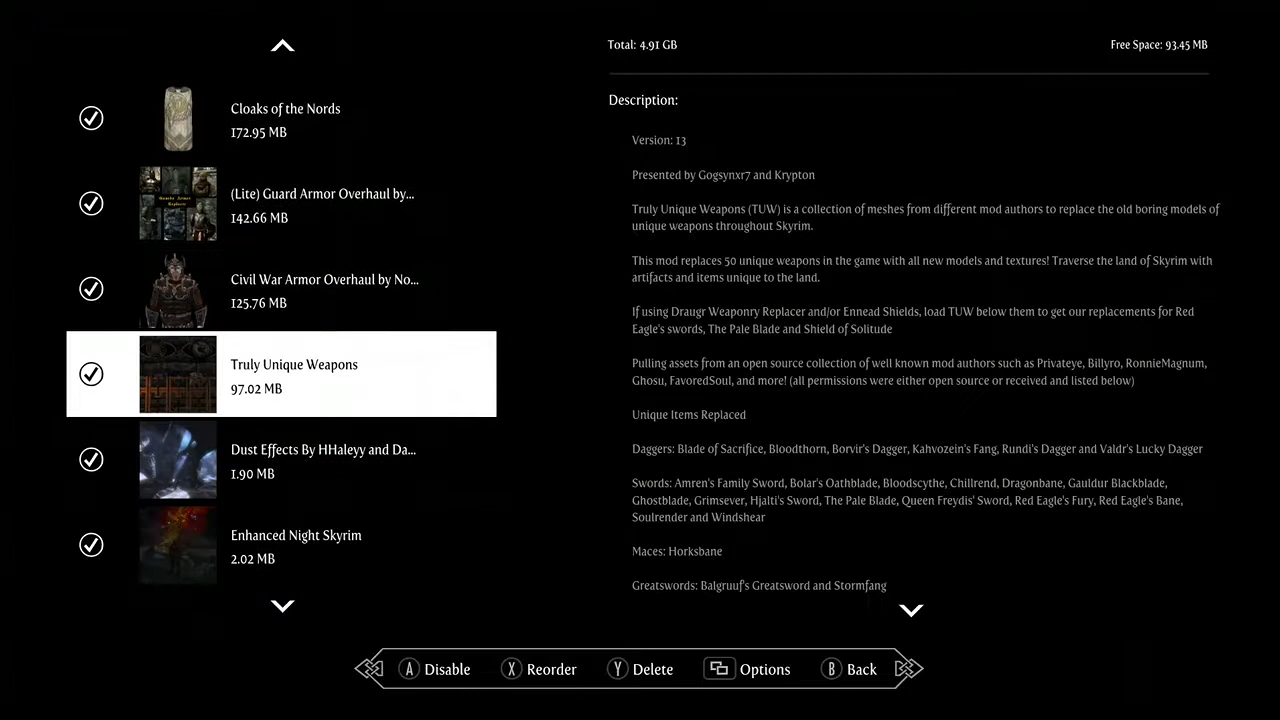 Total: 4.91 GB
Free Space: 93.45 MB
Cloaks of the Nords
172.95 MB
(Lite) Guard Armor Overhaul by...
142.66 MB
Civil War Armor Overhaul by No...
125.76 MB
Truly Unique Weapons
97.02 MB
Dust Effects By HHaleyy and Da...
1.90 MB
Enhanced Night Skyrim
2.02 MB
Description:
Version: 13
Presented by Gogsynxr7 and Krypton
Truly Unique Weapons (TUW) is a collection of meshes from different mod authors to replace the old boring models of
unique weapons throughout Skyrim.
This mod replaces 50 unique weapons in the game with all new models and textures! Traverse the land of Skyrim with
artifacts and items unique to the land.
If using Draugr Weaponry Replacer and/or Ennead Shields, load TUW below them to get our replacements for Red
Eagle's swords, The Pale Blade and Shield of Solitude
Pulling assets from an open source collection of well known mod authors such as Privateye, Billyro, RonnieMagnum,
Ghosu, FavoredSoul, and more! (all permissions were either open source or received and listed below)
Unique Items Replaced
Daggers: Blade of Sacrifice, Bloodthorn, Borvir's Dagger, Kahvozein's Fang, Rundi's Dagger and Valdr's Lucky Dagger
Swords: Amren's Family Sword, Bolar's Oathblade, Bloodscythe, Chillrend, Dragonbane, Gauldur Blackblade,
Ghostblade, Grimsever, Hjalti's Sword, The Pale Blade, Queen Freydis' Sword, Red Eagle's Fury, Red Eagle's Bane,
Soulrender and Windshear
Maces: Horksbane
Greatswords: Balgruuf's Greatsword and Stormfang
A Disable
X Reorder
Y Delete
Options
B Back